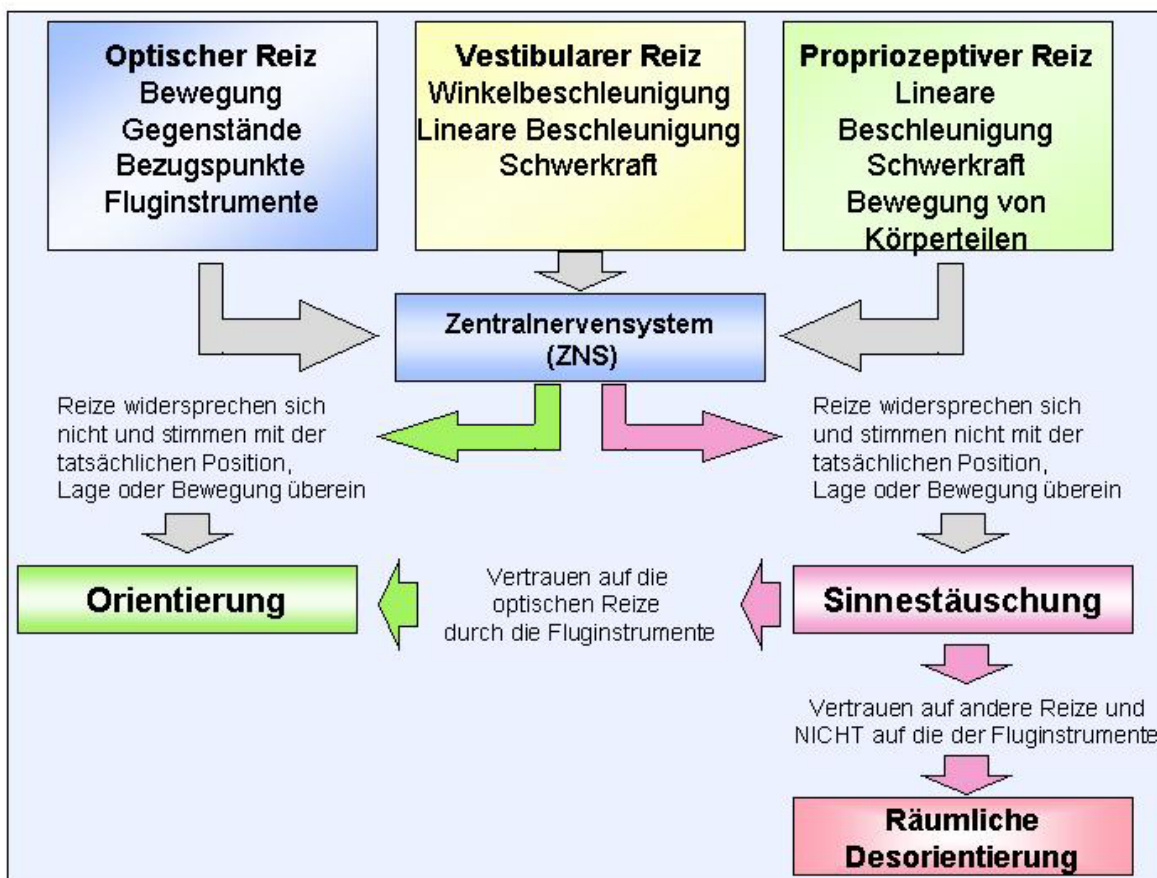 Optischer Reiz
Bewegung
Gegenstände
Bezugspunkte
Fluginstrumente
Vestibularer Reiz
Winkelbeschleunigung
Lineare Beschleunigung
Schwerkraft
Propriozeptiver Reiz
Lineare
Beschleunigung
Schwerkraft
Bewegung von
Körperteilen
Zentralnervensystem
(ZNS)
Reize widersprechen sich
nicht und stimmen mit der
tatsächlichen Position,
Lage oder Bewegung überein
Reize widersprechen sich
und stimmen nicht mit der
tatsächlichen Position,
Lage oder Bewegung überein
Orientierung
Vertrauen auf die
optischen Reize
durch die Fluginstrumente
Sinnestäuschung
Vertrauen auf andere Reize und
NICHT auf die der Fluginstrumente
Räumliche
Desorientierung